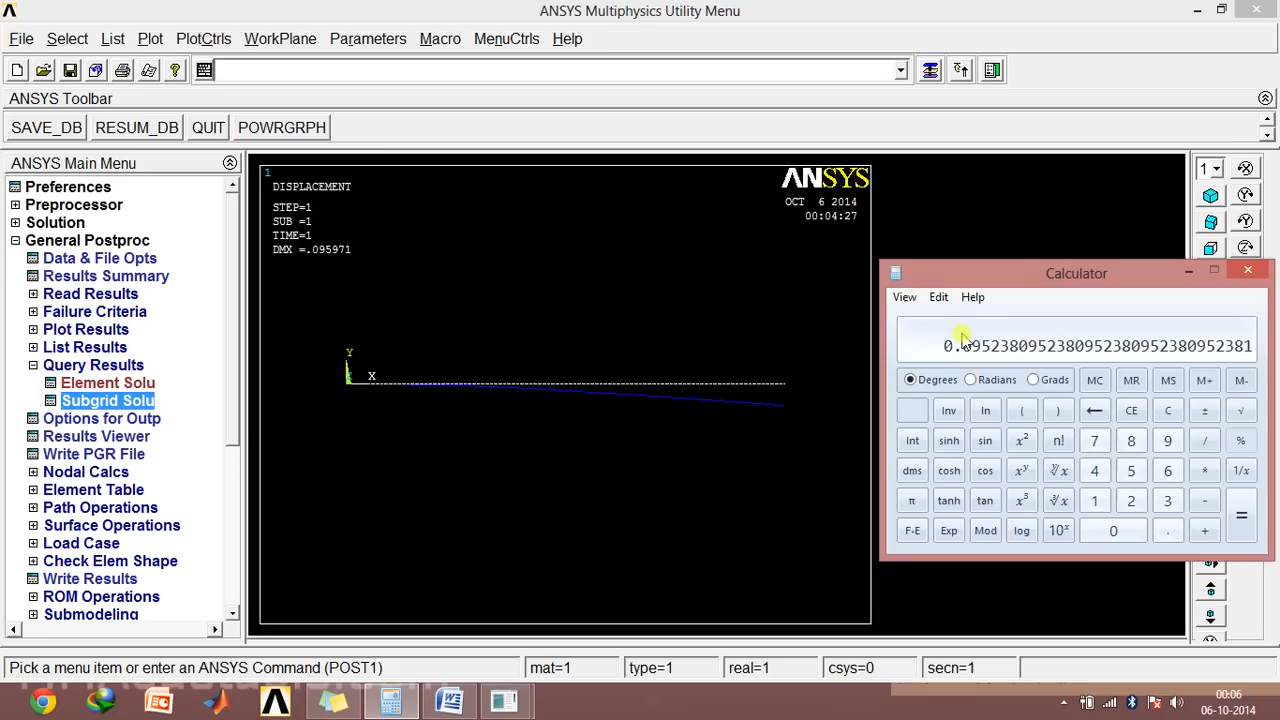 ANSYS Multiphysics Utility Menu
File Select List Plot PlotCtrls WorkPlane Parameters Macro MenuCtrls Help
ANSYS Toolbar
SAVE_DB RESUM_DB QUIT POWRGRPH
ANSYS Main Menu
Preferences
Preprocessor
Solution
General Postproc
Data & File Opts
Results Summary
Read Results
Failure Criteria
Plot Results
List Results
Query Results
Element Solu
Subgrid Solu
Options for Outp
Results Viewer
Write PGR File
Nodal Calcs
Element Table
Path Operations
Surface Operations
Load Case
Check Elem Shape
Write Results
ROM Operations
Submodeling
1
DISPLACEMENT
STEP=1
SUB =1
TIME=1
DMX =.095971
ANSYS
OCT 6 2014
00:04:27
Y
X
1
Calculator
View Edit Help
0.0952380952380952380952380952381
Degrees Radians Grads MC MR MS M+ M-
Inv ln ( ) ← CE C ± √
Int sinh sin x² n! 7 8 9 / %
dms cosh cos xʸ ʸ√x 4 5 6 * 1/x
π tanh tan x³ ³√x 1 2 3 - =
F-E Exp Mod log 10ˣ 0 . +
Pick a menu item or enter an ANSYS Command (POST1) mat=1 type=1 real=1 csys=0 secn=1
00:06
06-10-2014